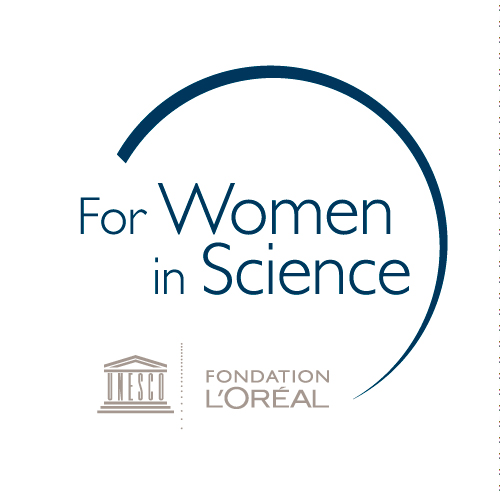 For Women
in Science
UNESCO
FONDATION
L'ORÉAL